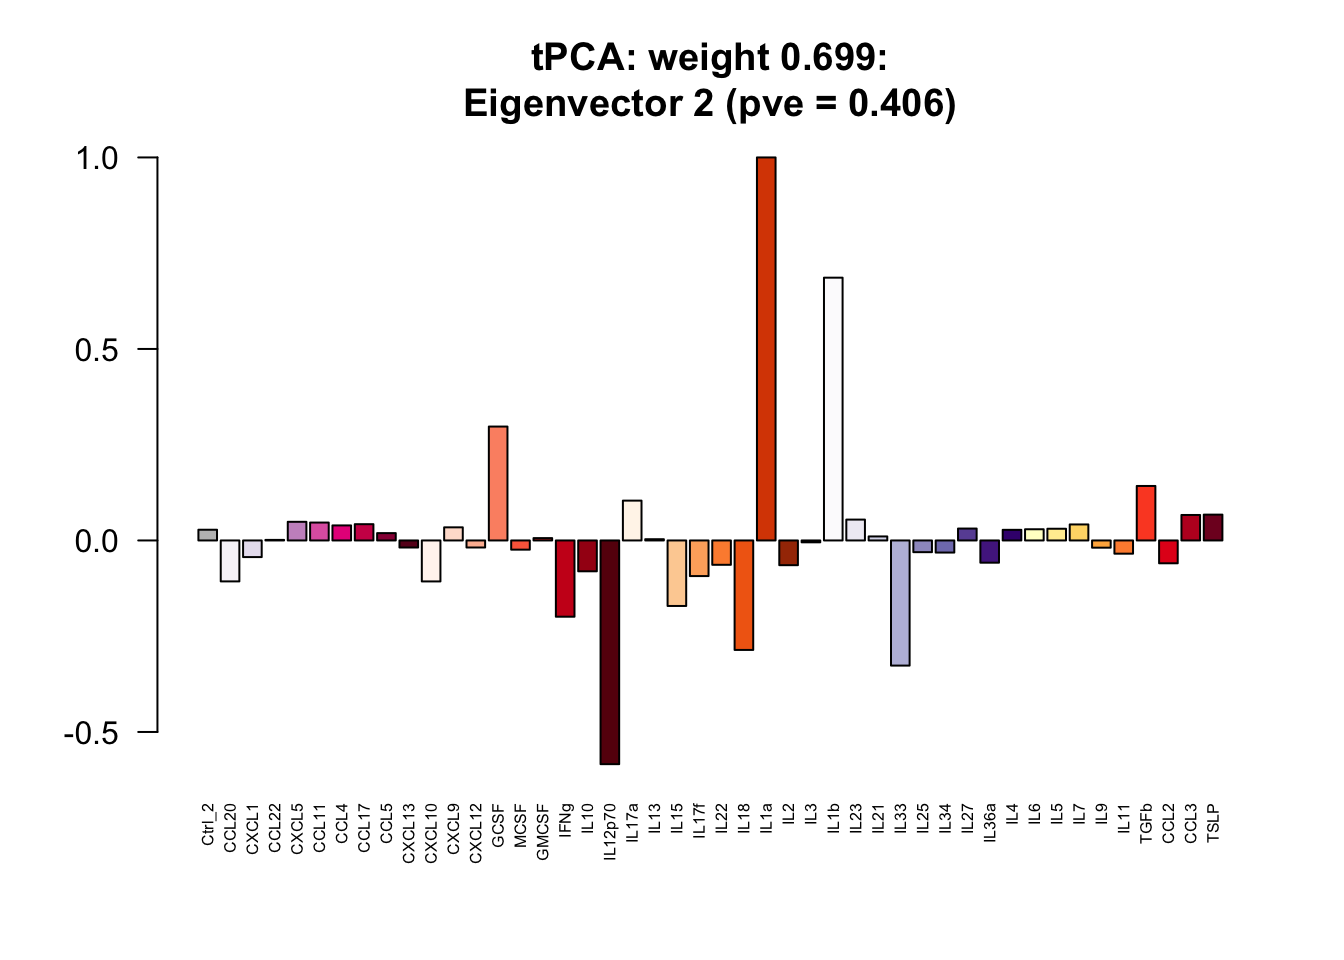 tPCA: weight 0.699:
Eigenvector 2 (pve = 0.406)
1.0
0.5
0.0
-0.5
Ctrl_2
CCL20
CXCL1
CCL22
CXCL5
CCL11
CCL4
CCL17
CCL5
CXCL13
CXCL10
CXCL9
CXCL12
GCSF
MCSF
GMCSF
IFNg
IL10
IL12p70
IL17a
IL13
IL15
IL17f
IL22
IL18
IL1a
IL2
IL3
IL1b
IL23
IL21
IL33
IL25
IL34
IL27
IL36a
IL4
IL6
IL5
IL7
IL9
IL11
TGFb
CCL2
CCL3
TSLP